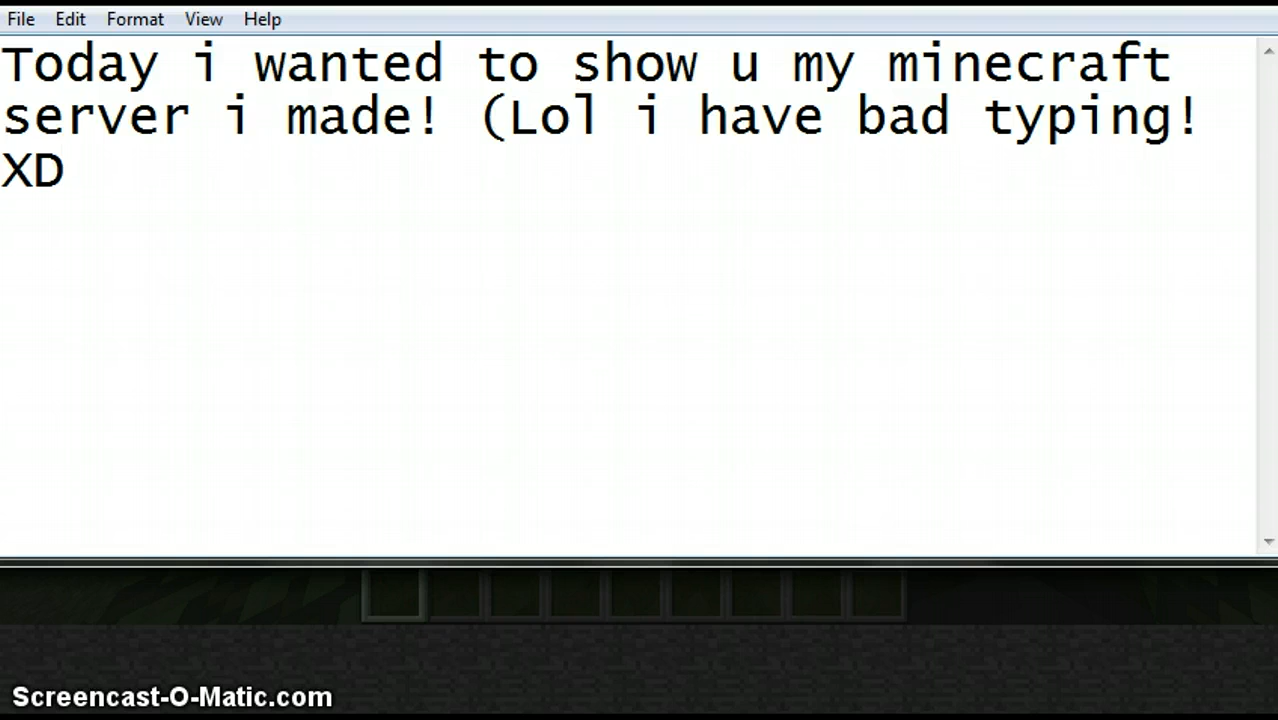 File Edit Format View Help
Today i wanted to show u my minecraft
server i made! (Lol i have bad typing!
XD
Screencast-O-Matic.com